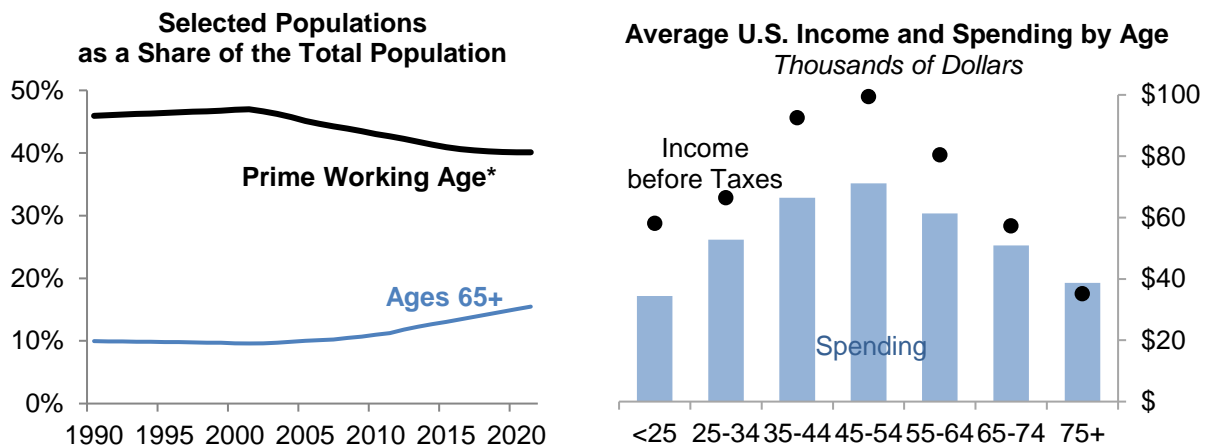 Selected Populations
as a Share of the Total Population
50%
40%
30%
20%
10%
0%
Prime Working Age*
Ages 65+
1990 1995 2000 2005 2010 2015 2020
Average U.S. Income and Spending by Age
Thousands of Dollars
$100
$80
$60
$40
$20
$
Income
before Taxes
Spending
<25 25-34 35-44 45-54 55-64 65-74 75+